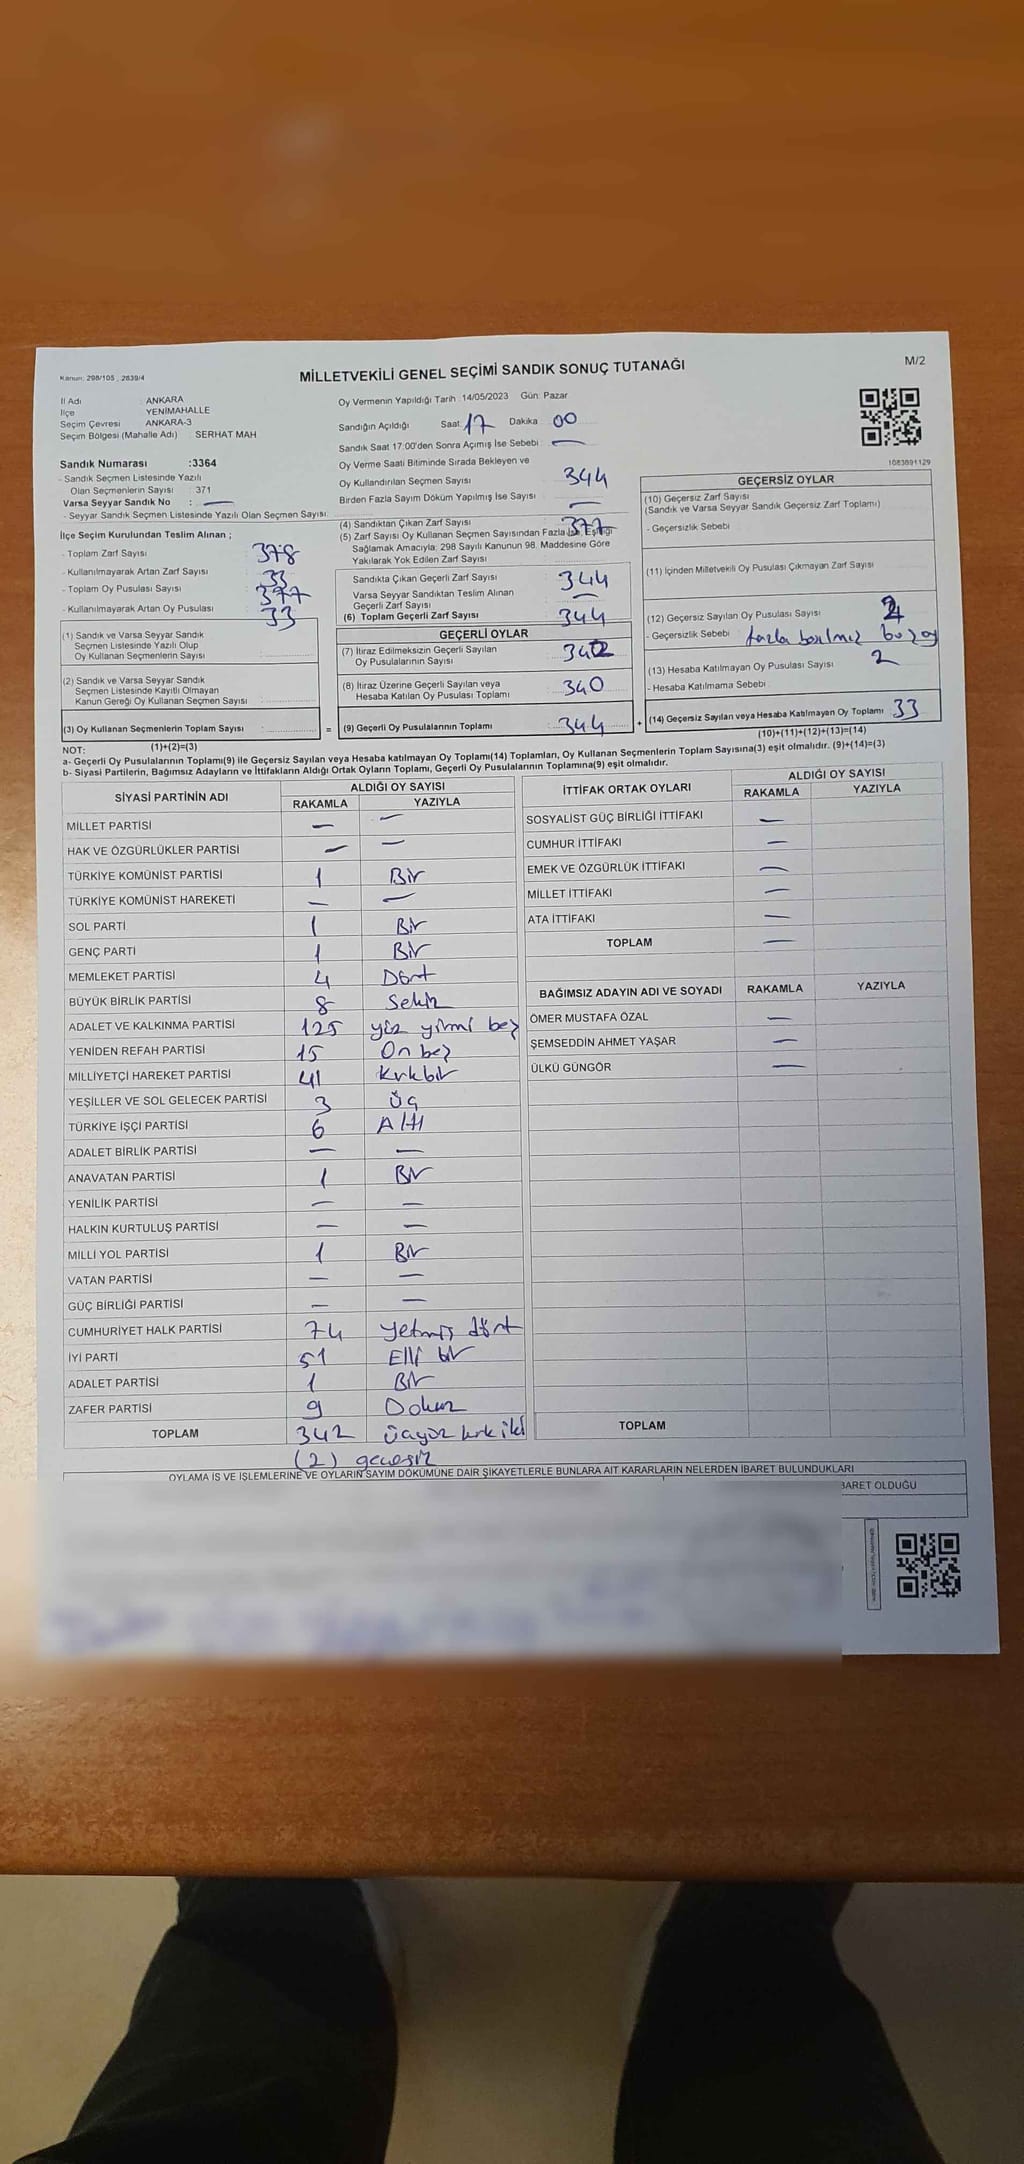 Kanun: 298/105, 2839/4
MİLLETVEKİLİ GENEL SEÇİMİ SANDIK SONUÇ TUTANAĞI
M/2
İl Adı : ANKARA
İlçe YENİMAHALLE
Seçim Çevresi ANKARA-3
Seçim Bölgesi (Mahalle Adı) : SERHAT MAH
Sandık Numarası :3364
- Sandık Seçmen Listesinde Yazılı
Olan Seçmenlerin Sayısı : 371
Varsa Seyyar Sandık No : —
- Seyyar Sandık Seçmen Listesinde Yazılı Olan Seçmen Sayısı:
İlçe Seçim Kurulundan Teslim Alınan ;
- Toplam Zarf Sayısı 378
- Kullanılmayarak Artan Zarf Sayısı 33
- Toplam Oy Pusulası Sayısı 377
- Kullanılmayarak Artan Oy Pusulası 33
(1) Sandık ve Varsa Seyyar Sandık
Seçmen Listesinde Yazılı Olup
Oy Kullanan Seçmenlerin Sayısı
(2) Sandık ve Varsa Seyyar Sandık
Seçmen Listesinde Kayıtlı Olmayan
Kanun Gereği Oy Kullanan Seçmen Sayısı
(3) Oy Kullanan Seçmenlerin Toplam Sayısı :
(1)+(2)=(3)
Oy Vermenin Yapıldığı Tarih : 14/05/2023 Gün: Pazar
Sandığın Açıldığı Saat: 17 Dakika: 00
Sandık Saat 17:00'den Sonra Açımış İse Sebebi : —
Oy Verme Saati Bitiminde Sırada Bekleyen ve
Oy Kullandırılan Seçmen Sayısı 344
Birden Fazla Sayım Döküm Yapılmış İse Sayısı —
(4) Sandıktan Çıkan Zarf Sayısı 377
(5) Zarf Sayısı Oy Kullanan Seçmen Sayısından Fazla İse, Eşitliği
Sağlamak Amacıyla; 298 Sayılı Kanunun 98. Maddesine Göre
Yakılarak Yok Edilen Zarf Sayısı
Sandıkta Çıkan Geçerli Zarf Sayısı 344
Varsa Seyyar Sandıktan Teslim Alınan —
Geçerli Zarf Sayısı
(6) Toplam Geçerli Zarf Sayısı 344
GEÇERLİ OYLAR
(7) İtiraz Edilmeksizin Geçerli Sayılan
Oy Pusulalarının Sayısı 342
(8) İtiraz Üzerine Geçerli Sayılan veya
Hesaba Katılan Oy Pusulası Toplamı 340
= (9) Geçerli Oy Pusulalarının Toplamı 344 +
1083891129
GEÇERSİZ OYLAR
(10) Geçersiz Zarf Sayısı
(Sandık ve Varsa Seyyar Sandık Geçersiz Zarf Toplamı)
- Geçersizlik Sebebi
(11) İçinden Milletvekili Oy Pusulası Çıkmayan Zarf Sayısı
(12) Geçersiz Sayılan Oy Pusulası Sayısı
- Geçersizlik Sebebi : fazla
(13) Hesaba Katılmayan Oy Pusulası Sayısı 2
- Hesaba Katılmama Sebebi :
(14) Geçersiz Sayılan veya Hesaba Katılmayan Oy Toplamı 33
(10)+(11)+(12)+(13)=(14)
NOT:
a- Geçerli Oy Pusulalarının Toplamı(9) ile Geçersiz Sayılan veya Hesaba katılmayan Oy Toplamı(14) Toplamları, Oy Kullanan Seçmenlerin Toplam Sayısına(3) eşit olmalıdır. (9)+(14)=(3)
b- Siyasi Partilerin, Bağımsız Adayların ve İttifakların Aldığı Ortak Oyların Toplamı, Geçerli Oy Pusulalarının Toplamına(9) eşit olmalıdır.
SİYASİ PARTİNİN ADI ALDIĞI OY SAYISI
RAKAMLA YAZIYLA
MİLLET PARTİSİ — —
HAK VE ÖZGÜRLÜKLER PARTİSİ — —
TÜRKİYE KOMÜNİST PARTİSİ 1 Bir
TÜRKİYE KOMÜNİST HAREKETİ — —
SOL PARTİ 1 Bir
GENÇ PARTİ 1 Bir
MEMLEKET PARTİSİ 4 Dört
BÜYÜK BİRLİK PARTİSİ 8 Sekiz
ADALET VE KALKINMA PARTİSİ 125 yüz yirmi beş
YENİDEN REFAH PARTİSİ 15 On beş
MİLLİYETÇİ HAREKET PARTİSİ 41 Kırkbir
YEŞİLLER VE SOL GELECEK PARTİSİ 3 Üç
TÜRKİYE İŞÇİ PARTİSİ 6 Altı
ADALET BİRLİK PARTİSİ — —
ANAVATAN PARTİSİ 1 Bir
YENİLİK PARTİSİ — —
HALKIN KURTULUŞ PARTİSİ — —
MİLLİ YOL PARTİSİ 1 Bir
VATAN PARTİSİ — —
GÜÇ BİRLİĞİ PARTİSİ — —
CUMHURİYET HALK PARTİSİ 74 Yetmiş dört
İYİ PARTİ 51 Elli bir
ADALET PARTİSİ 1 Bir
ZAFER PARTİSİ 9 Dokuz
TOPLAM 342 Üçyüz kırk iki
(2) geçersiz
İTTİFAK ORTAK OYLARI ALDIĞI OY SAYISI
RAKAMLA YAZIYLA
SOSYALİST GÜÇ BİRLİĞİ İTTİFAKI —
CUMHUR İTTİFAKI —
EMEK VE ÖZGÜRLÜK İTTİFAKI —
MİLLET İTTİFAKI —
ATA İTTİFAKI —
TOPLAM —
BAĞIMSIZ ADAYIN ADI VE SOYADI RAKAMLA YAZIYLA
ÖMER MUSTAFA ÖZAL —
ŞEMSEDDİN AHMET YAŞAR —
ÜLKÜ GÜNGÖR —
TOPLAM
OYLAMA İŞ VE İŞLEMLERİNE VE OYLARIN SAYIM DÖKÜMÜNE DAİR ŞİKAYETLERLE BUNLARA AİT KARARLARIN NELERDEN İBARET BULUNDUKLARI
BARET OLDUĞU